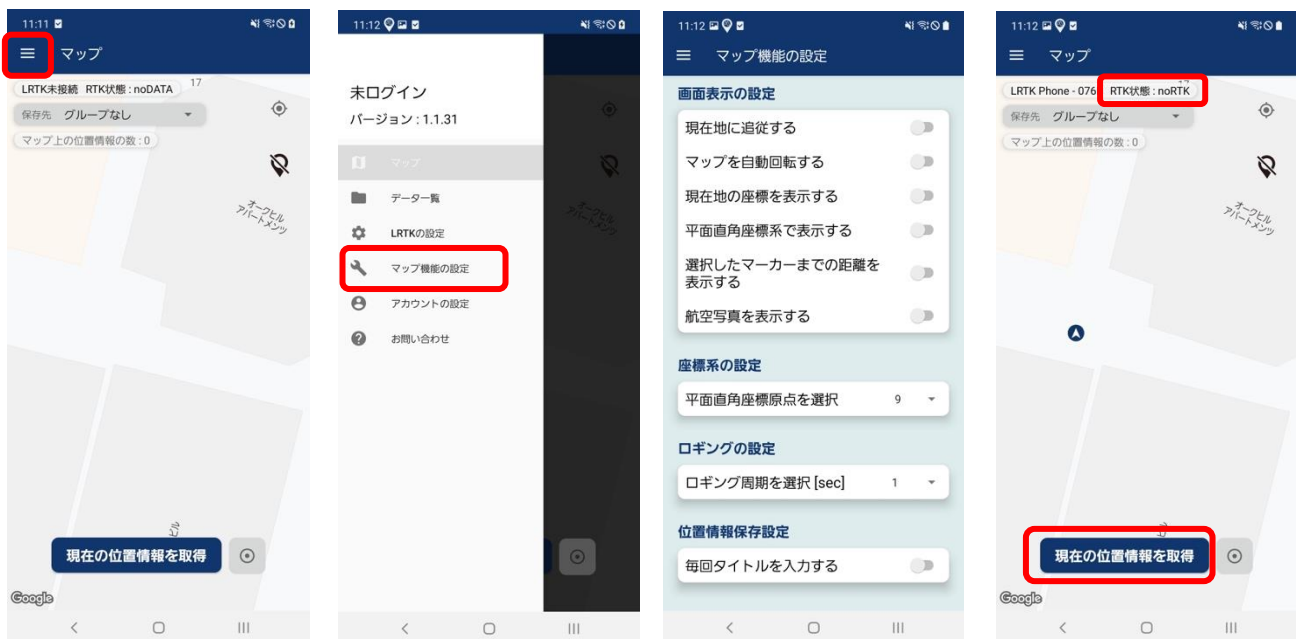 11:11
マップ
LRTK未接続 RTK状態 : noDATA
17
保存先 グループなし
マップ上の位置情報の数 : 0
オークヒル
アパートメンツ
現在の位置情報を取得
Google
11:12
未ログイン
バージョン : 1.1.31
マップ
データ一覧
LRTKの設定
マップ機能の設定
アカウントの設定
お問い合わせ
オークヒル
アパートメンツ
11:12
マップ機能の設定
画面表示の設定
現在地に追従する
マップを自動回転する
現在地の座標を表示する
平面直角座標系で表示する
選択したマーカーまでの距離を
表示する
航空写真を表示する
座標系の設定
平面直角座標原点を選択 9
ロギングの設定
ロギング周期を選択 [sec] 1
位置情報保存設定
毎回タイトルを入力する
11:12
マップ
LRTK Phone - 076 RTK状態 : noRTK
保存先 グループなし
マップ上の位置情報の数 : 0
オークヒル
アパートメンツ
現在の位置情報を取得
Google